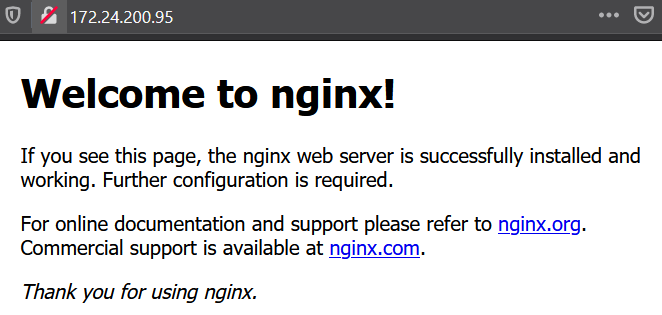 172.24.200.95
Welcome to nginx!
If you see this page, the nginx web server is successfully installed and
working. Further configuration is required.
For online documentation and support please refer to nginx.org.
Commercial support is available at nginx.com.
Thank you for using nginx.